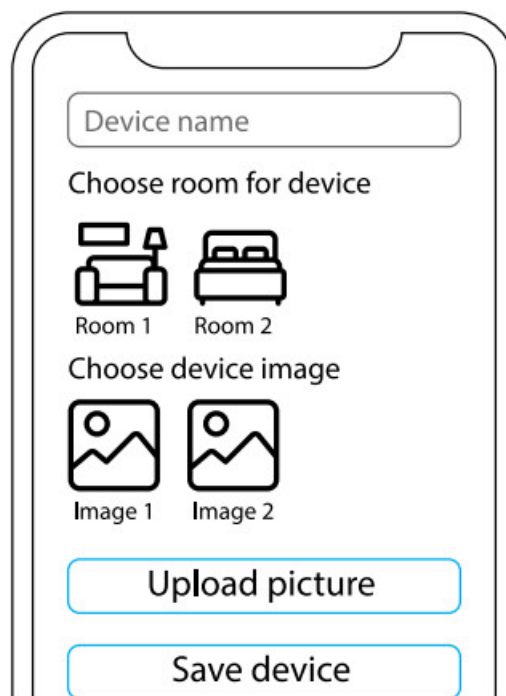 Device name
Choose room for device
Room 1 Room 2
Choose device image
Image 1 Image 2
Upload picture
Save device